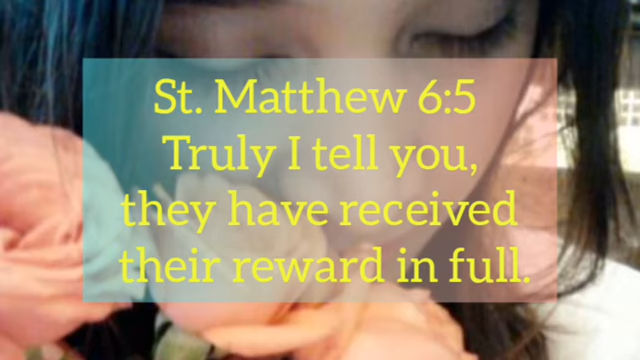 St. Matthew 6:5
Truly I tell you,
they have received
their reward in full.